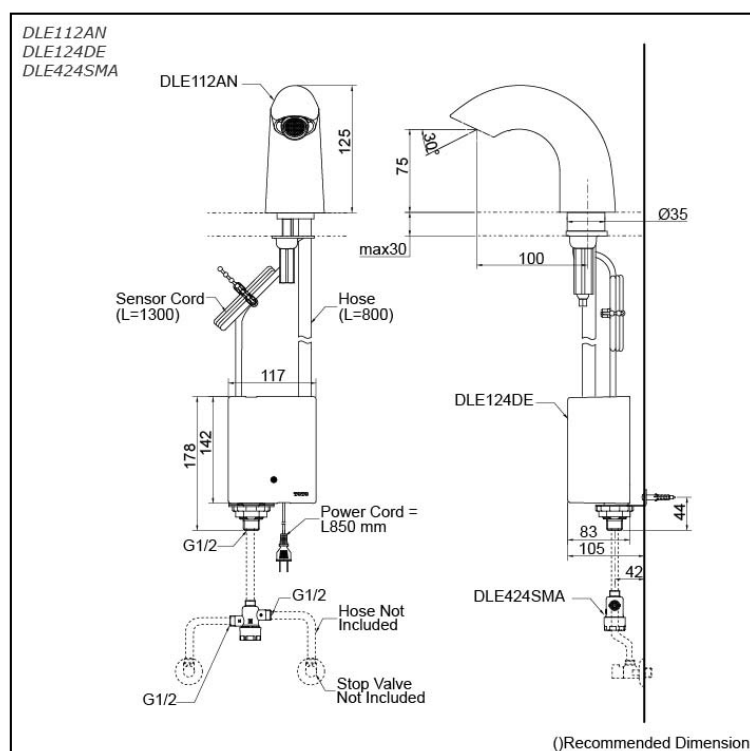 DLE112AN
DLE124DE
DLE424SMA
DLE112AN
125
30°
75
Ø35
max30
100
Sensor Cord
(L=1300)
Hose
(L=800)
117
DLE124DE
142
178
TOTO
Power Cord =
L850 mm
44
83
105
G1/2
42
DLE424SMA
G1/2
Hose Not
Included
G1/2
Stop Valve
Not Included
()Recommended Dimension